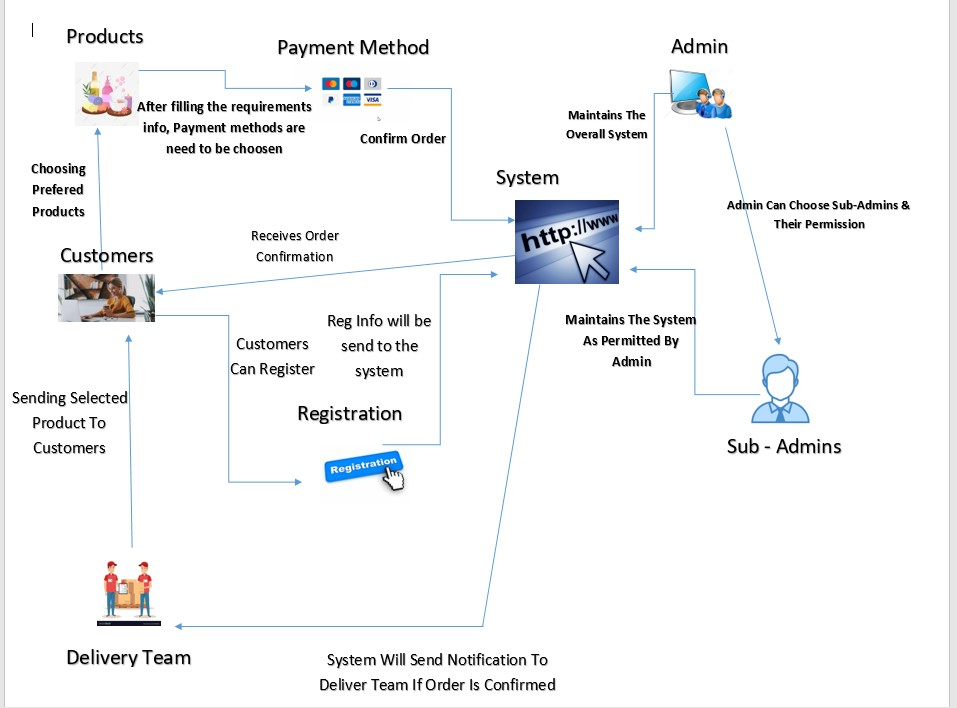 Products
Payment Method
Admin
After filling the requirements
info, Payment methods are
need to be choosen
VISA
Confirm Order
Maintains The
Overall System
Choosing
Prefered
Products
System
http://www
Admin Can Choose Sub-Admins &
Their Permission
Customers
Receives Order
Confirmation
Customers
Can Register
Reg Info will be
send to the
system
Maintains The System
As Permitted By
Admin
Sending Selected
Product To
Customers
Registration
Registration
Sub - Admins
Delivery Team
System Will Send Notification To
Deliver Team If Order Is Confirmed